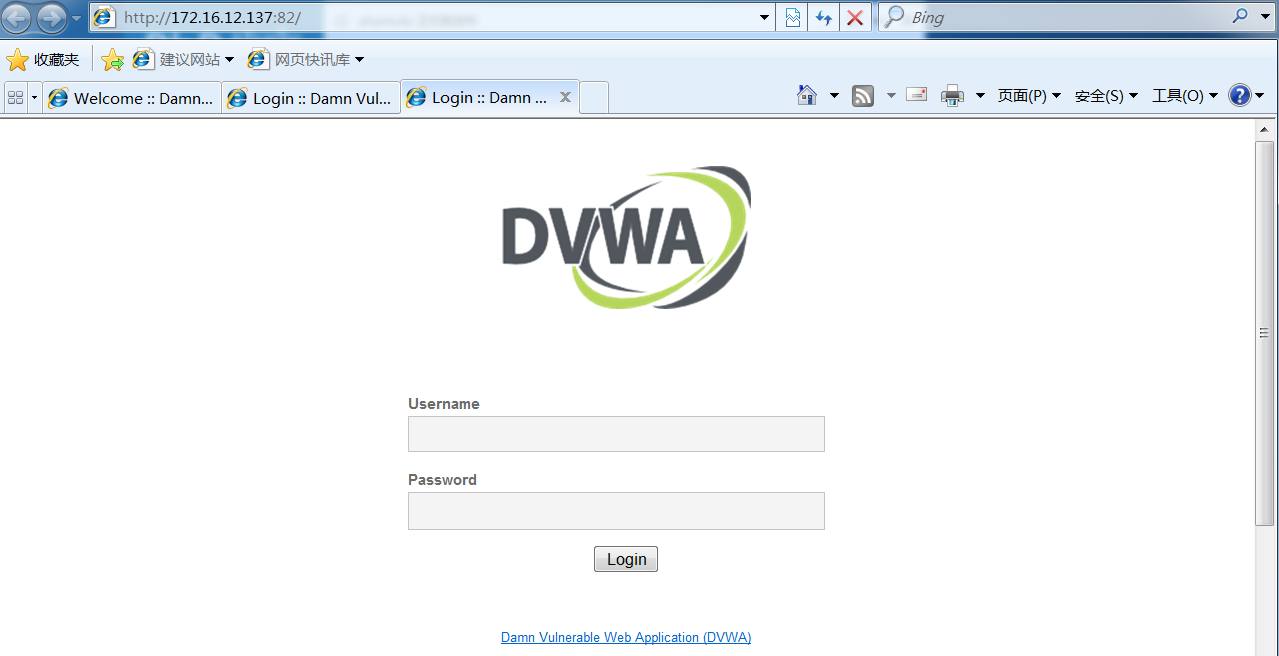 http://172.16.12.137:82/
Bing
收藏夹
建议网站
网页快讯库
Welcome :: Damn...
Login :: Damn Vul...
Login :: Damn ...
页面(P)
安全(S)
工具(O)
DVWA
Username
Password
Login
Damn Vulnerable Web Application (DVWA)